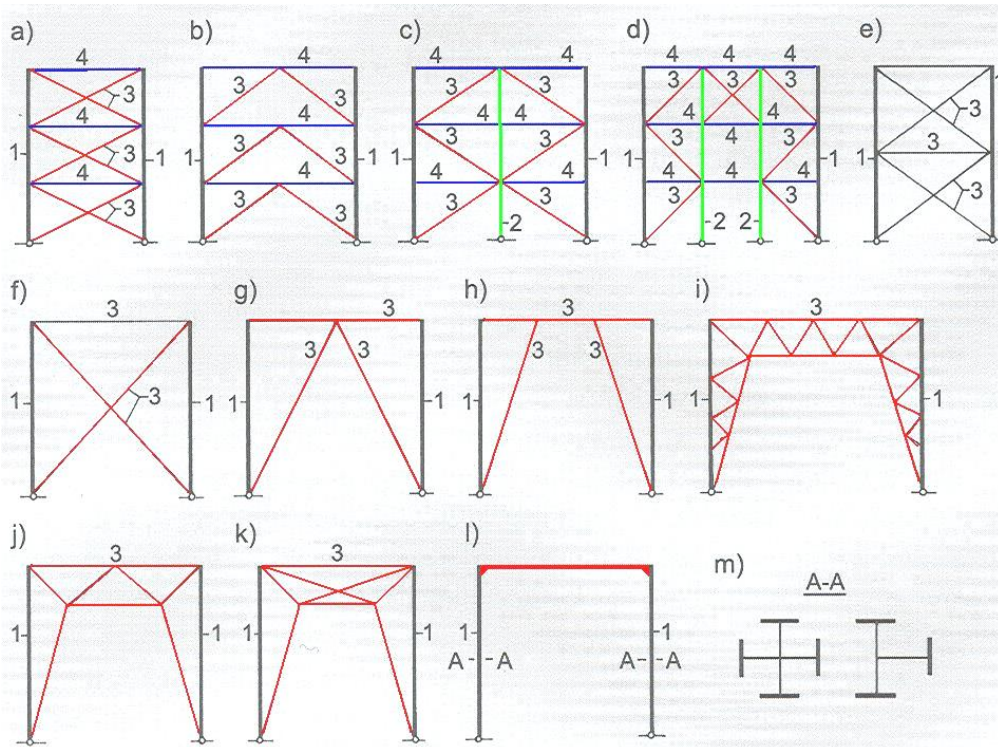 a) b) c) d) e)
4 4 4 4 4 4 4
3 3 3 3 3 3 3 3
4 4 4 4 4
3 3 3 3 3 4 3
1 1 1 1 1 1 1 1 3 1
4 4 4 4 4 4 4
3 3 3 3 3 3 3 3
2 2 2
f) g) h) i)
3 3 3 3
3 3 3 3
1 3 1 1 1 1 1 1 1
j) k) l)
3 3 m)
A-A
1 1 1 1 1 1
A A A A